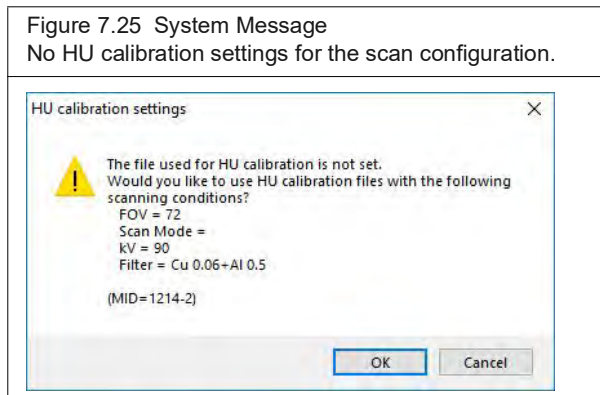 Figure 7.25  System Message
No HU calibration settings for the scan configuration.
HU calibration settings
The file used for HU calibration is not set.
Would you like to use HU calibration files with the following
scanning conditions?
FOV = 72
Scan Mode =
kV = 90
Filter = Cu 0.06+Al 0.5
(MID=1214-2)
OK Cancel